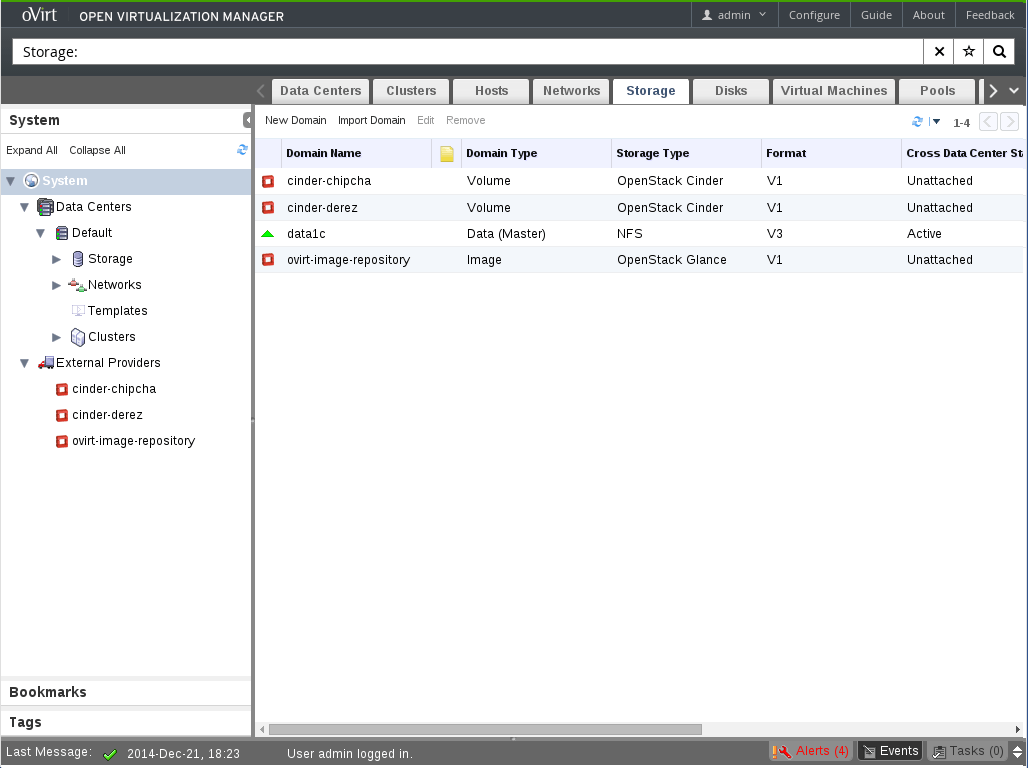 oVirt OPEN VIRTUALIZATION MANAGER admin Configure Guide About Feedback
Storage:
Data Centers Clusters Hosts Networks Storage Disks Virtual Machines Pools
System
New Domain Import Domain Edit Remove 1-4
Expand All Collapse All
Domain Name Domain Type Storage Type Format Cross Data Center St
cinder-chipcha Volume OpenStack Cinder V1 Unattached
cinder-derez Volume OpenStack Cinder V1 Unattached
data1c Data (Master) NFS V3 Active
ovirt-image-repository Image OpenStack Glance V1 Unattached
System
Data Centers
Default
Storage
Networks
Templates
Clusters
External Providers
cinder-chipcha
cinder-derez
ovirt-image-repository
Bookmarks
Tags
Last Message: 2014-Dec-21, 18:23 User admin logged in. Alerts (4) Events Tasks (0)